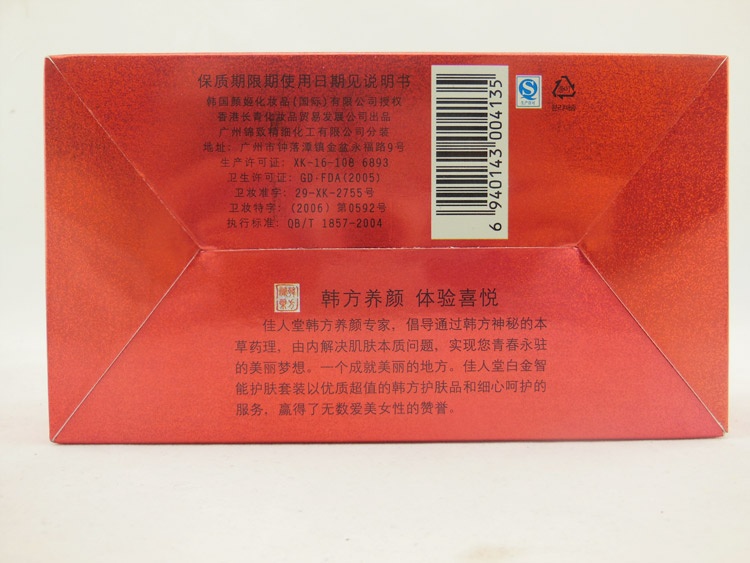 保质期限期使用日期见说明书
韩国颜姬化妆品(国际)有限公司授权
香港长青化妆品贸易发展公司出品
广州锦致精细化工有限公司分装
地址：广州市钟落潭镇金盆永福路9号
生产许可证：XK-16-108 6893
卫生许可证：GD-FDA(2005)
卫妆准字：29-XK-2755号
卫妆特字：(2006) 第0592号
执行标准：QB/T 1857-2004
6 940143 004135
韩方养颜 体验喜悦
佳人堂韩方养颜专家，倡导通过韩方神秘的本
草药理，由内解决肌肤本质问题，实现您青春永驻
的美丽梦想。一个成就美丽的地方。佳人堂白金智
能护肤套装以优质超值的韩方护肤品和细心呵护的
服务，赢得了无数爱美女性的赞誉。